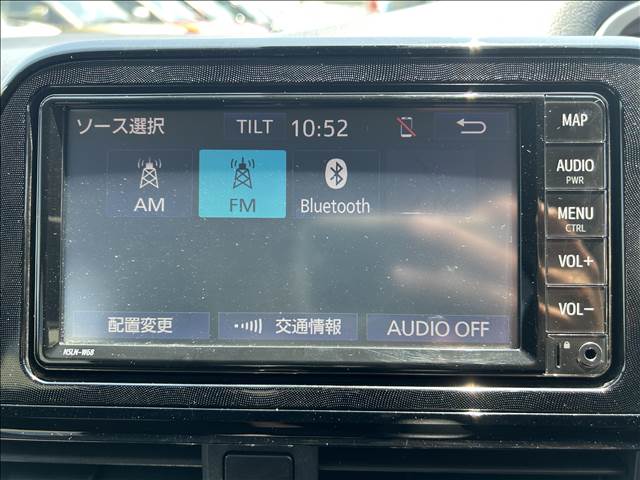 ソース選択 TILT 10:52
AM FM Bluetooth
配置変更 交通情報 AUDIO OFF
NSLN-W68
MAP
AUDIO
PWR
MENU
CTRL
VOL+
VOL-